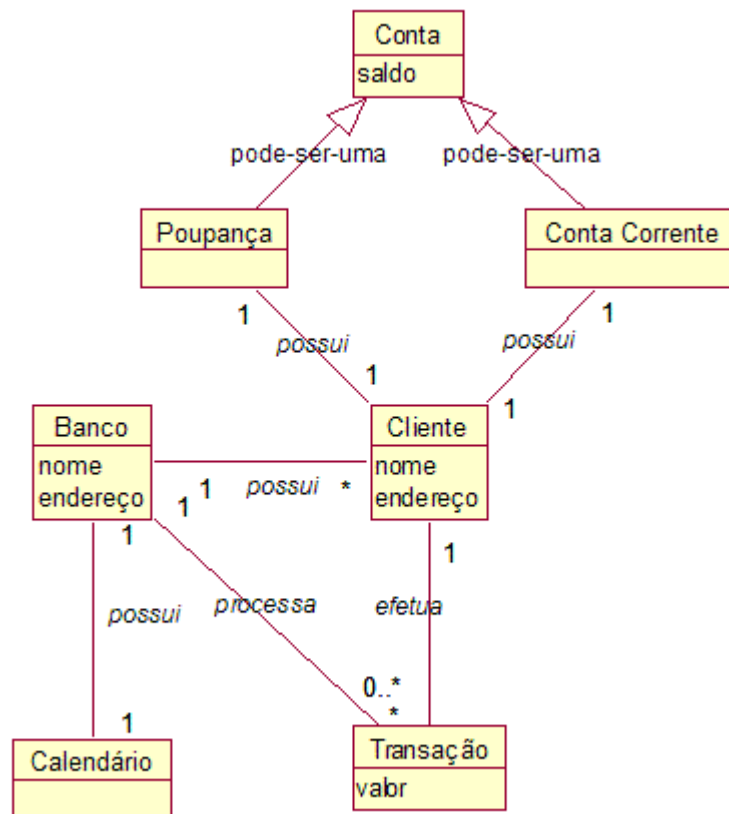 Conta
saldo
pode-ser-uma
pode-ser-uma
Poupança
Conta Corrente
1
1
possui
possui
1
1
Banco
Cliente
nome
endereço
nome
endereço
1
possui
*
1
1
1
possui
processa
efetua
0..*
*
1
Calendário
Transação
valor